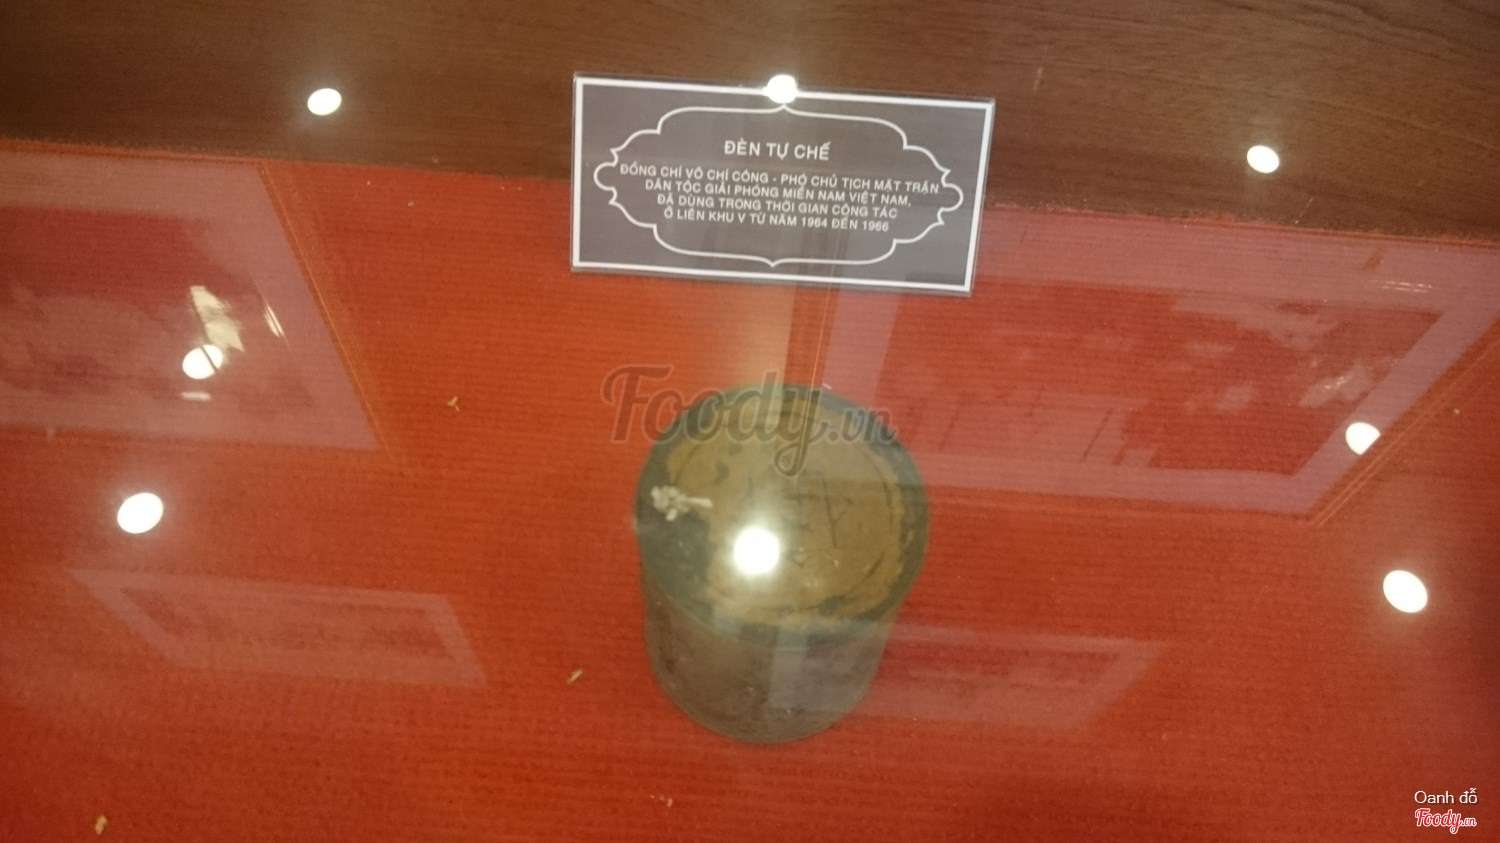 ĐÈN TỰ CHẾ
ĐỒNG CHÍ VÕ CHÍ CÔNG - PHÓ CHỦ TỊCH MẶT TRẬN
DÂN TỘC GIẢI PHÓNG MIỀN NAM VIỆT NAM,
ĐÃ DÙNG TRONG THỜI GIAN CÔNG TÁC
Ở LIÊN KHU V TỪ NĂM 1964 ĐẾN 1966
Foody.vn
Oanh đỗ
Foody.vn